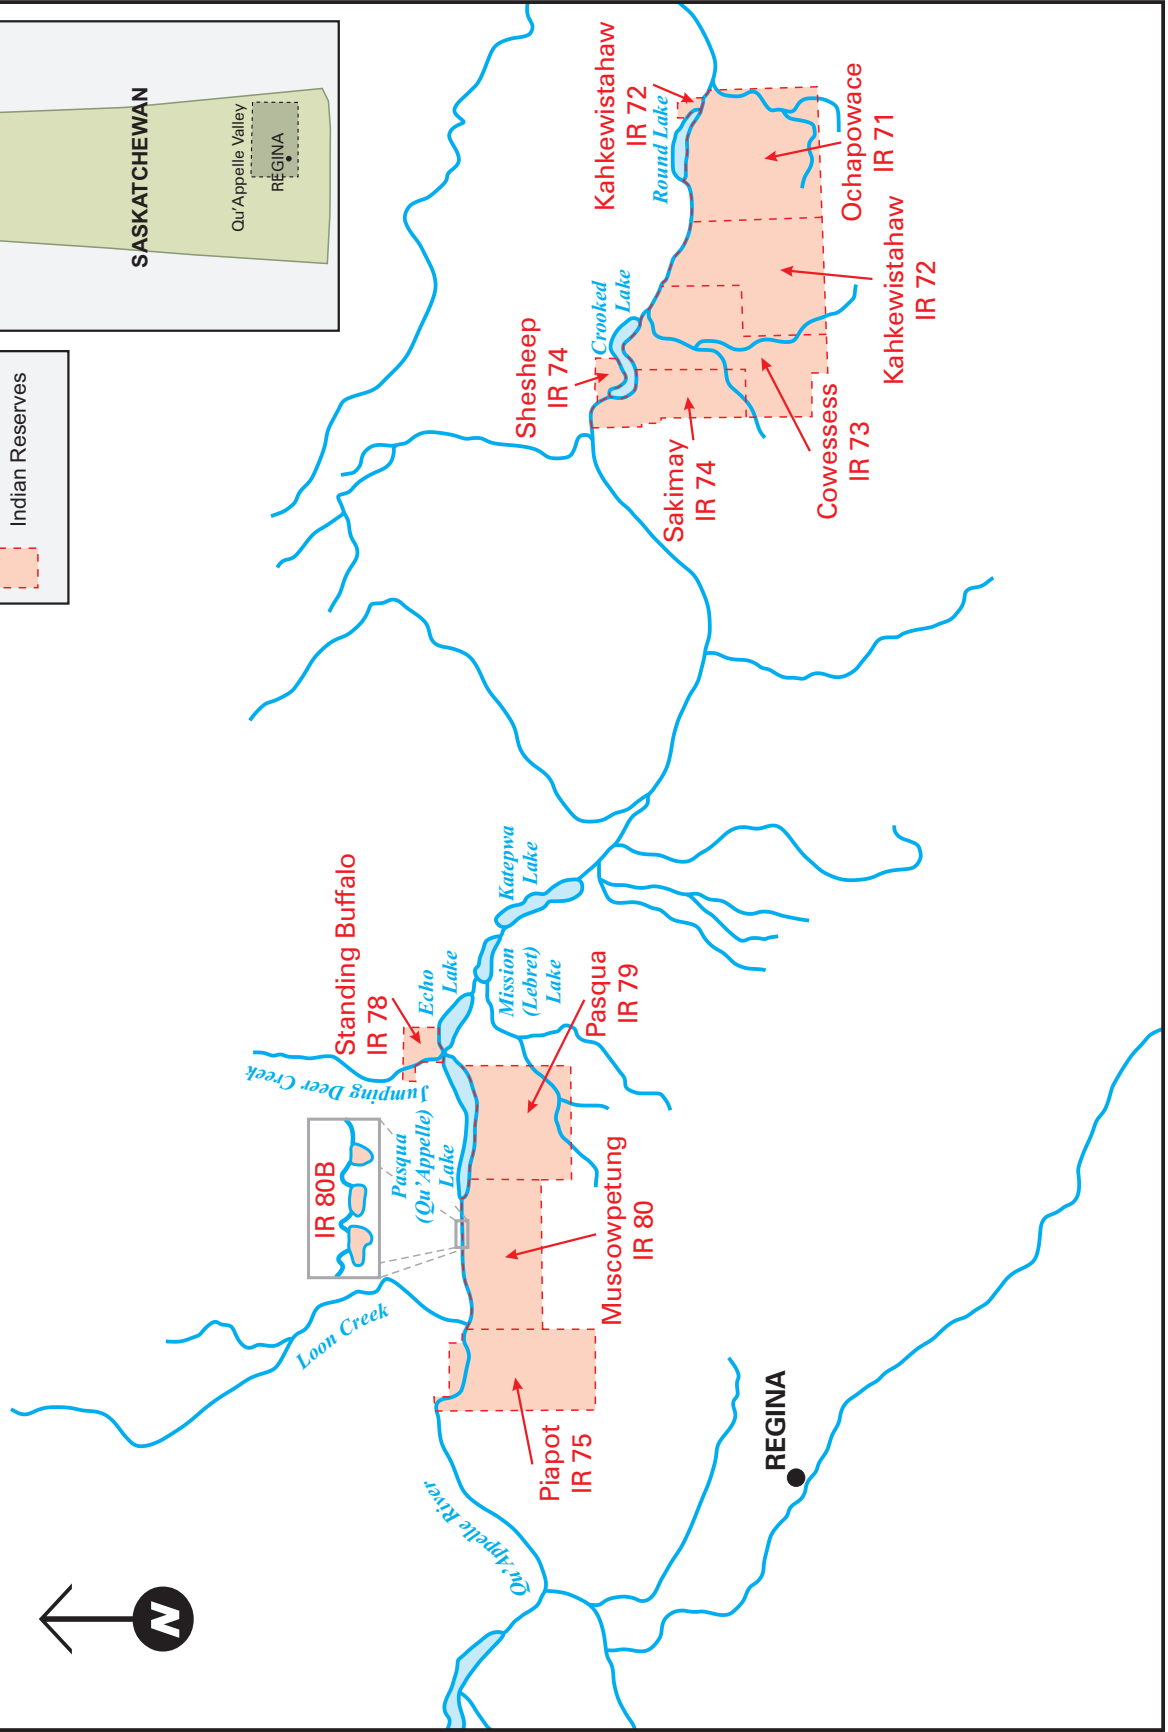 N
Loon Creek
IR 80B
Jumping Deer Creek
Pasqua
(Qu’Appelle)
Lake
Standing Buffalo
IR 78
Echo
Lake
Mission
(Lebret)
Lake
Katepwa
Lake
Qu’Appelle River
Piapot
IR 75
Muscowpetung
IR 80
Pasqua
IR 79
REGINA
Indian Reserves
SASKATCHEWAN
Qu’Appelle Valley
REGINA
Shesheep
IR 74
Crooked
Lake
Kahkewistahaw
IR 72
Round Lake
Sakimay
IR 74
Cowessess
IR 73
Kahkewistahaw
IR 72
Ochapowace
IR 71